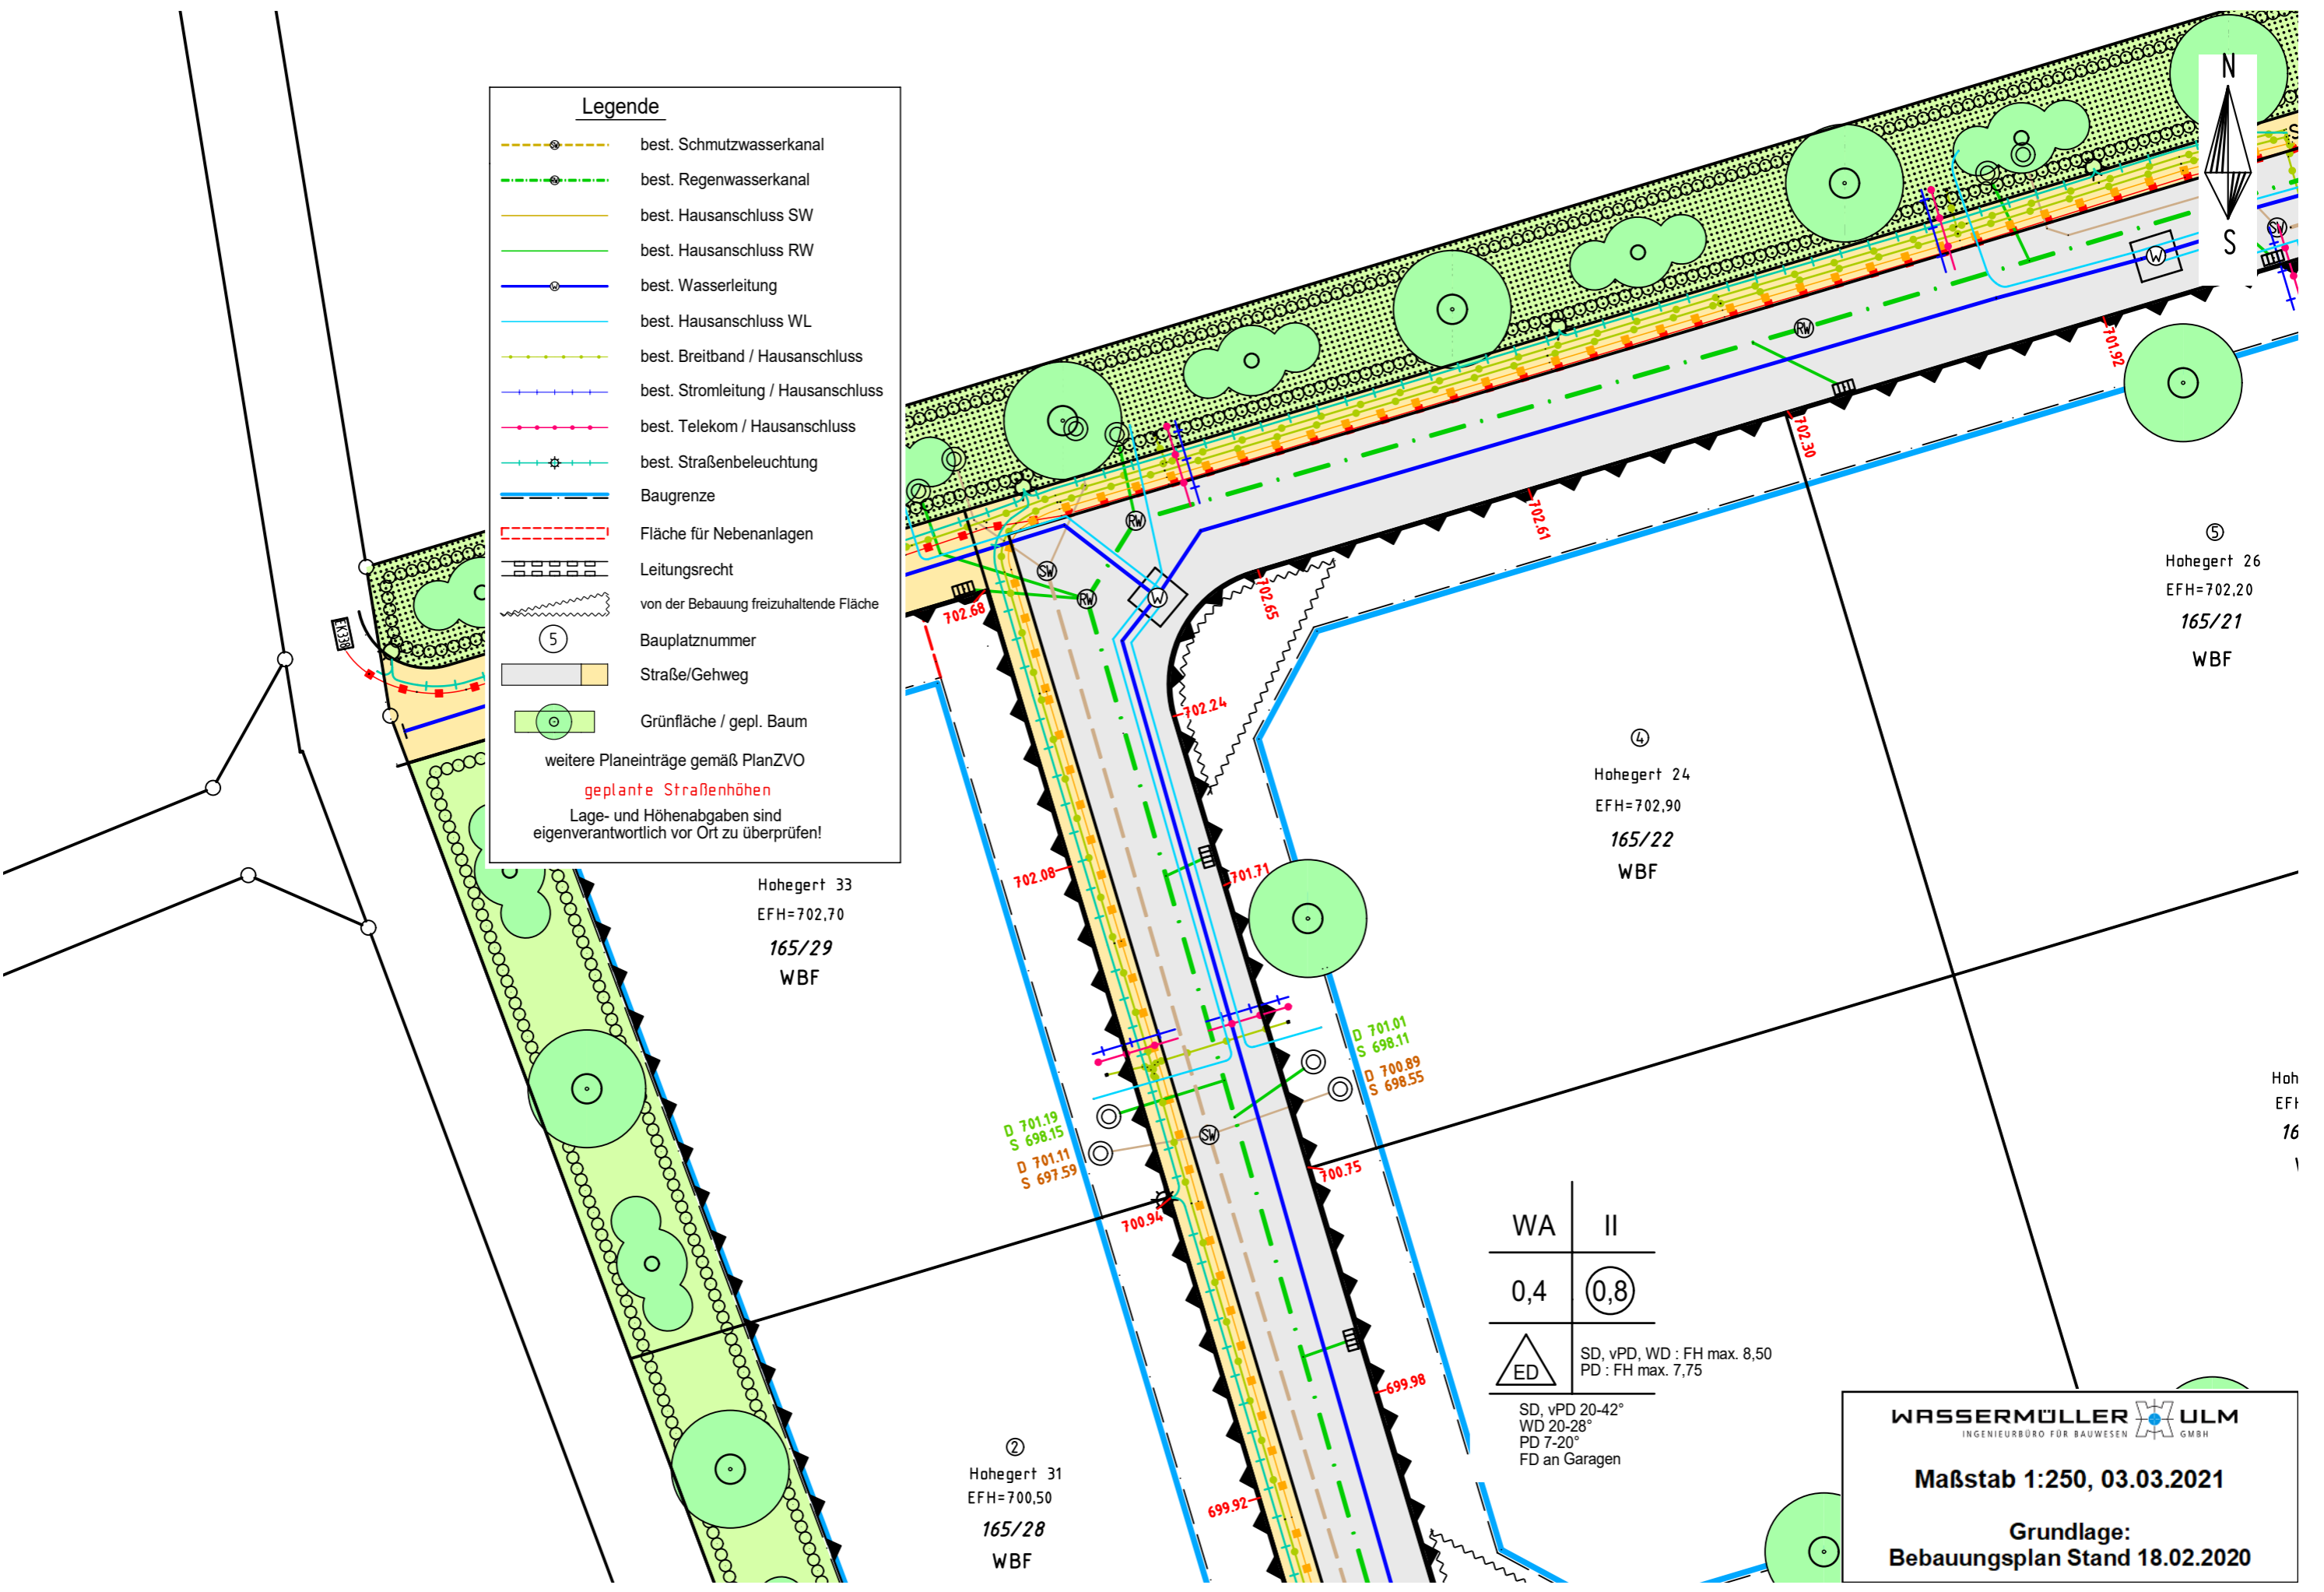 Legende
best. Schmutzwasserkanal
best. Regenwasserkanal
best. Hausanschluss SW
best. Hausanschluss RW
best. Wasserleitung
best. Hausanschluss WL
best. Breitband / Hausanschluss
best. Stromleitung / Hausanschluss
best. Telekom / Hausanschluss
best. Straßenbeleuchtung
Baugrenze
Fläche für Nebenanlagen
Leitungsrecht
von der Bebauung freizuhaltende Fläche
5
Bauplatznummer
Straße/Gehweg
Grünfläche / gepl. Baum
weitere Planeinträge gemäß PlanZVO
geplante Straßenhöhen
Lage- und Höhenabgaben sind
eigenverantwortlich vor Ort zu überprüfen!
N
S
SW
W
RW
701.92
702.30
702.61
702.65
RW
SW
RW
W
702.68
702.24
EK338
5
Hohegert 26
EFH=702,20
165/21
WBF
4
Hohegert 24
EFH=702,90
165/22
WBF
702.08
701.71
Hohegert 33
EFH=702,70
165/29
WBF
D 701.01
S 698.11
D 700.89
S 698.55
D 701.19
S 698.15
D 701.11
S 697.59
SW
700.94
700.75
Hoh
EFH
16
WA
II
0,4
0,8
ED
SD, vPD, WD : FH max. 8,50
PD : FH max. 7,75
SD, vPD 20-42°
WD 20-28°
PD 7-20°
FD an Garagen
699.98
699.92
2
Hohegert 31
EFH=700,50
165/28
WBF
WASSERMÜLLER ULM
INGENIEURBÜRO FÜR BAUWESEN GMBH
Maßstab 1:250, 03.03.2021
Grundlage:
Bebauungsplan Stand 18.02.2020